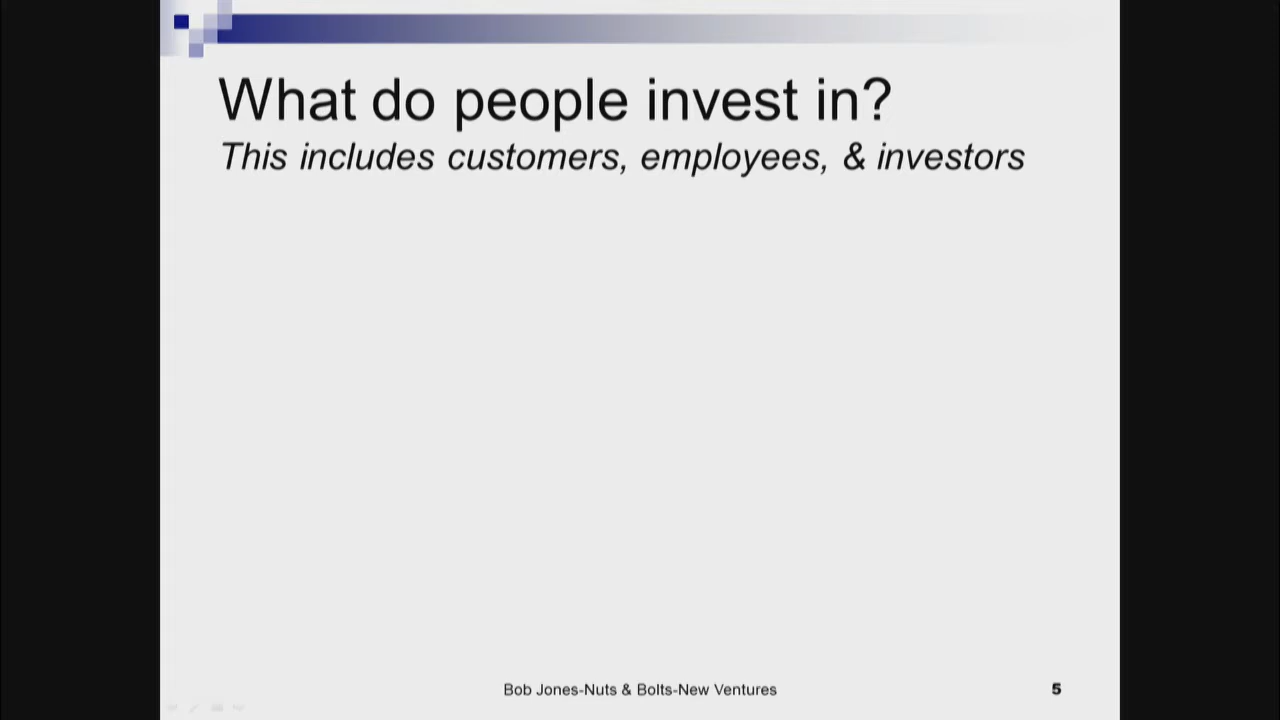 What do people invest in?
This includes customers, employees, & investors
Bob Jones-Nuts & Bolts-New Ventures
5